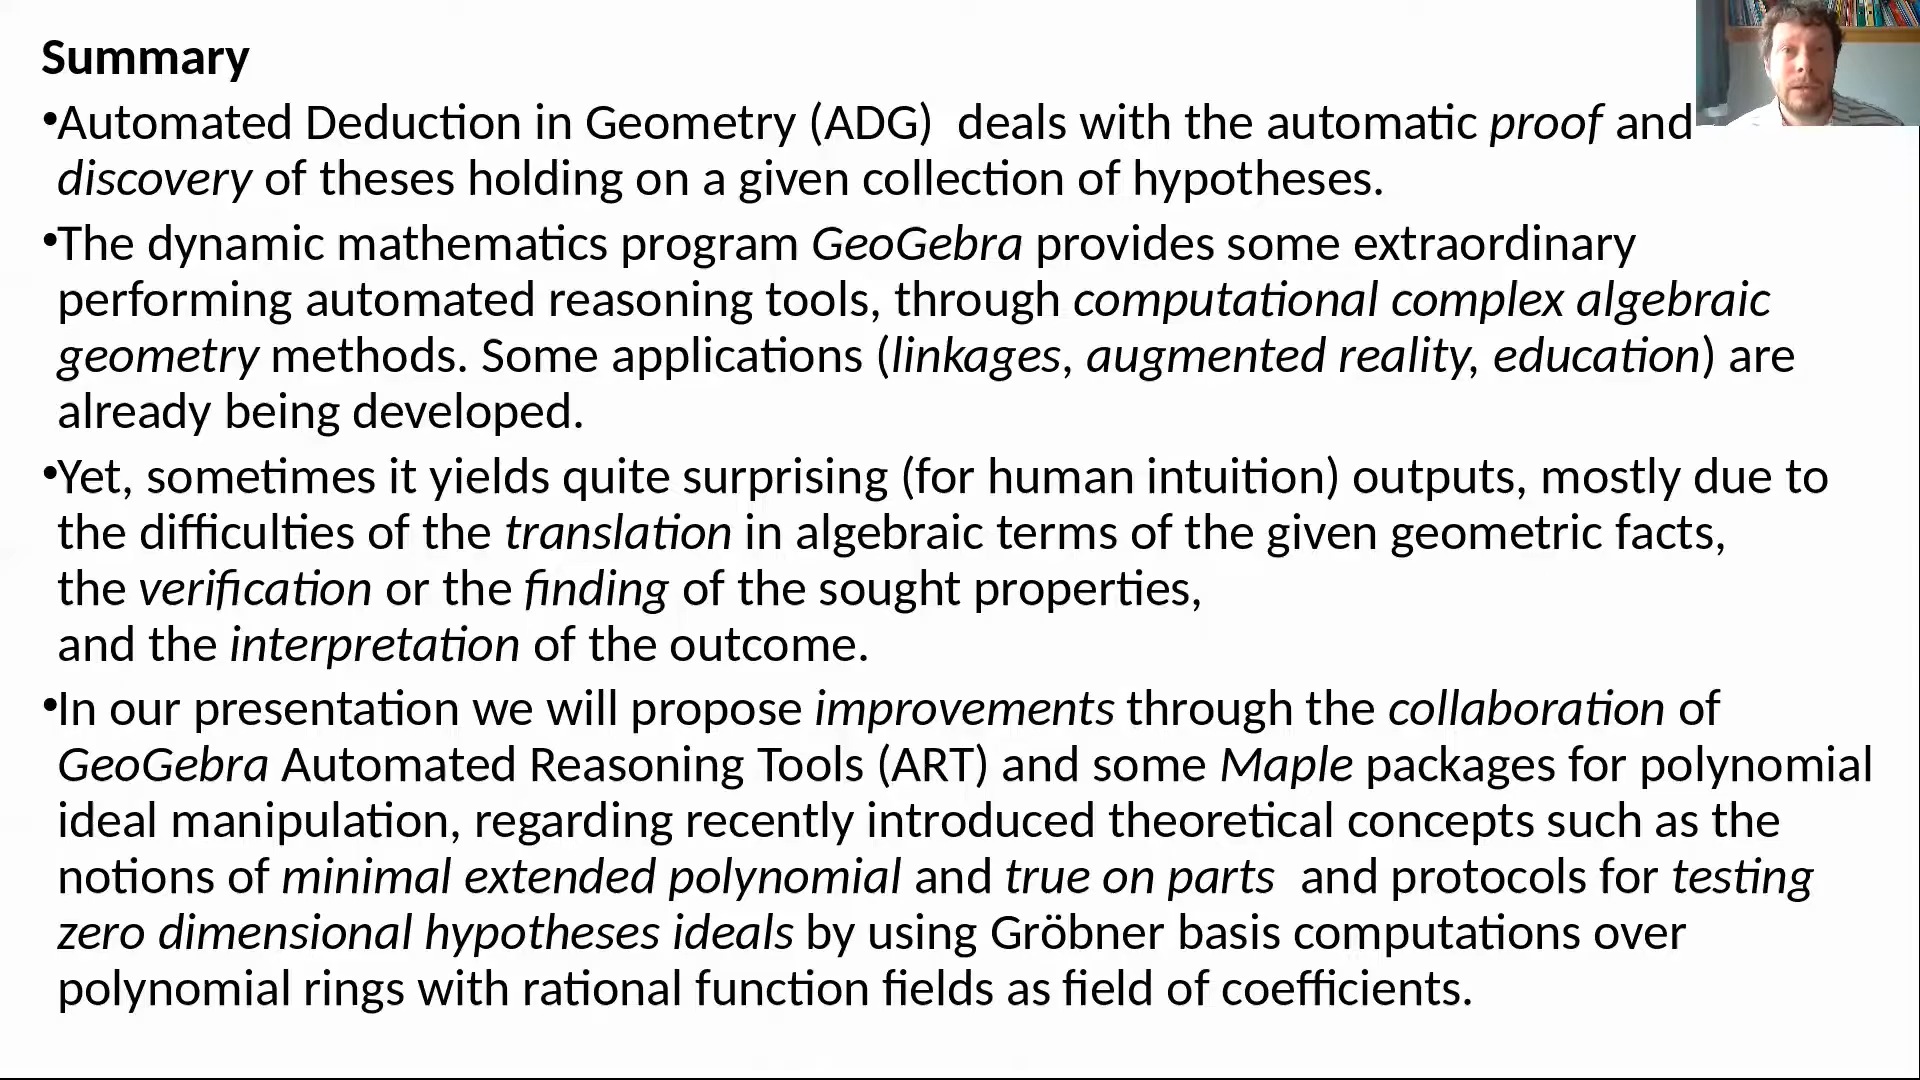 Summary
•Automated Deduction in Geometry (ADG)  deals with the automatic proof and
discovery of theses holding on a given collection of hypotheses.
•The dynamic mathematics program GeoGebra provides some extraordinary
performing automated reasoning tools, through computational complex algebraic
geometry methods. Some applications (linkages, augmented reality, education) are
already being developed.
•Yet, sometimes it yields quite surprising (for human intuition) outputs, mostly due to
the difficulties of the translation in algebraic terms of the given geometric facts,
the verification or the finding of the sought properties,
and the interpretation of the outcome.
•In our presentation we will propose improvements through the collaboration of
GeoGebra Automated Reasoning Tools (ART) and some Maple packages for polynomial
ideal manipulation, regarding recently introduced theoretical concepts such as the
notions of minimal extended polynomial and true on parts  and protocols for testing
zero dimensional hypotheses ideals by using Gröbner basis computations over
polynomial rings with rational function fields as field of coefficients.